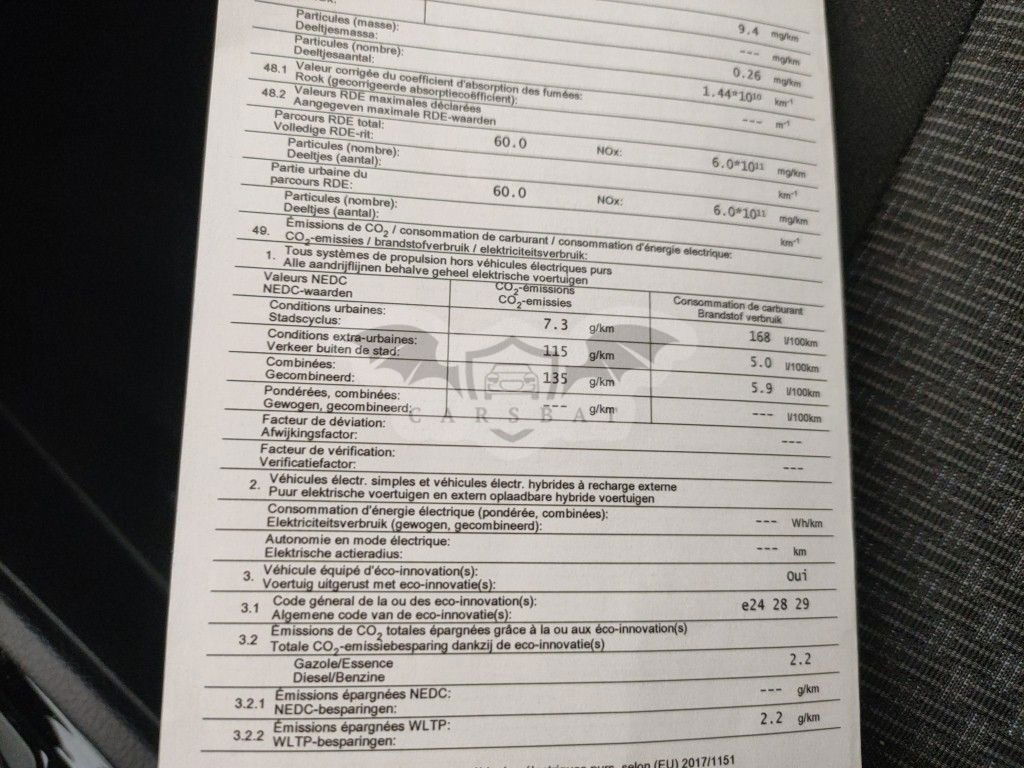 9.4 mg/km
Particules (masse):
Deeltjesmassa:
--- mg/km
Particules (nombre):
Deeltjesaantal:
0.26 mg/km
48.1 Valeur corrigée du coefficient d'absorption des fumées: 1.44*10¹⁰ km⁻¹
Rook (gecorrigeerde absorptiecoëfficient):
48.2 Valeurs RDE maximales déclarées --- m⁻¹
Aangegeven maximale RDE-waarden
Parcours RDE total: 60.0 NOx: 6.0*10¹¹ mg/km
Volledige RDE-rit:
Particules (nombre): km⁻¹
Deeltjes (aantal):
Partie urbaine du 60.0 NOx: 6.0*10¹¹ mg/km
parcours RDE:
Particules (nombre): km⁻¹
Deeltjes (aantal):
49. Émissions de CO₂ / consommation de carburant / consommation d'énergie électrique:
CO₂-emissies / brandstofverbruik / elektriciteitsverbruik:
1. Tous systèmes de propulsion hors véhicules électriques purs
Alle aandrijflijnen behalve geheel elektrische voertuigen
Valeurs NEDC CO₂-émissions Consommation de carburant
NEDC-waarden CO₂-emissies Brandstof verbruik
Conditions urbaines: 7.3 g/km 168 l/100km
Stadscyclus:
Conditions extra-urbaines: 115 g/km 5.0 l/100km
Verkeer buiten de stad:
Combinées: 135 g/km 5.9 l/100km
Gecombineerd:
Pondérées, combinées: --- g/km --- l/100km
Gewogen, gecombineerd:
CARSBAT
Facteur de déviation: ---
Afwijkingsfactor:
Facteur de vérification: ---
Verificatiefactor:
2. Véhicules électr. simples et véhicules électr. hybrides à recharge externe
Puur elektrische voertuigen en extern oplaadbare hybride voertuigen
Consommation d'énergie électrique (pondérée, combinées): --- Wh/km
Elektriciteitsverbruik (gewogen, gecombineerd):
Autonomie en mode électrique: --- km
Elektrische actieradius:
3. Véhicule équipé d'éco-innovation(s): Oui
Voertuig uitgerust met eco-innovatie(s):
3.1 Code géneral de la ou des eco-innovation(s): e24 28 29
Algemene code van de eco-innovatie(s):
3.2 Émissions de CO₂ totales épargnées grâce à la ou aux éco-innovation(s)
Totale CO₂-emissiebesparing dankzij de eco-innovatie(s)
Gazole/Essence 2.2
Diesel/Benzine
3.2.1 Émissions épargnées NEDC: --- g/km
NEDC-besparingen:
3.2.2 Émissions épargnées WLTP: 2.2 g/km
WLTP-besparingen:
selon (EU) 2017/1151